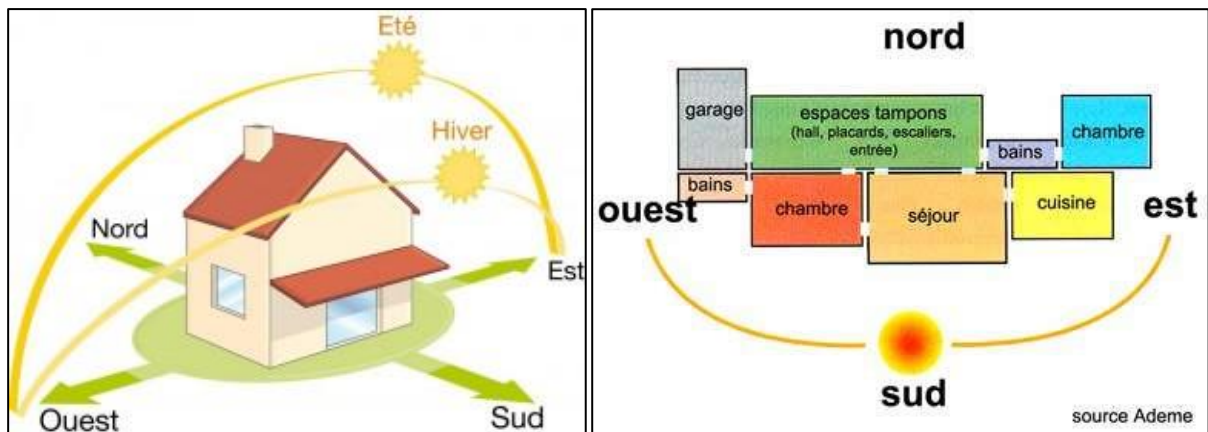 Eté
Hiver
Nord
Est
Ouest
Sud
nord
garage
espaces tampons
(hall, placards, escaliers,
entrée)
bains
chambre
bains
chambre
séjour
cuisine
ouest
est
sud
source Ademe